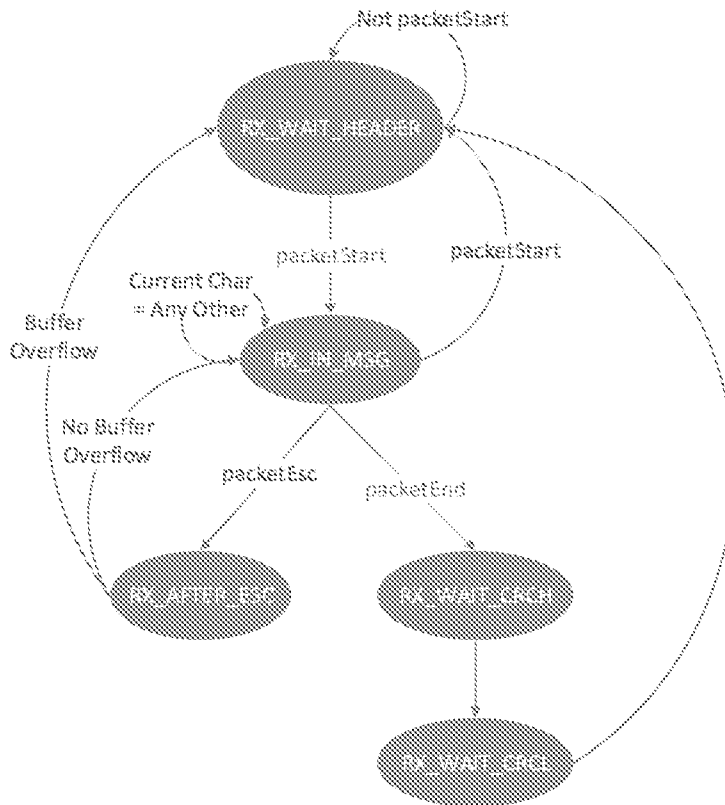 Not packetStart
RX_WAIT_HEADER
packetStart
packetStart
Current Char
= Any Other
Buffer
Overflow
RX_IN_MSG
No Buffer
Overflow
packetEsc
packetEnd
RX_AFTER_ESC
RX_WAIT_CRCH
RX_WAIT_CRCL